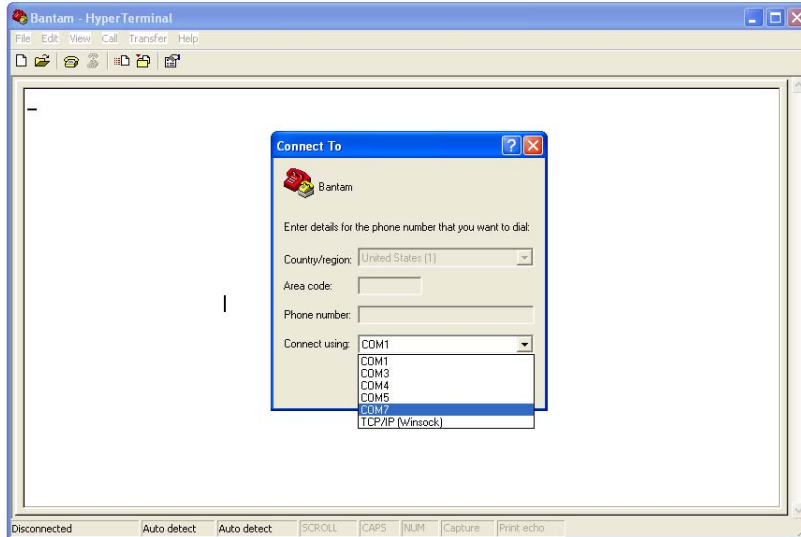 Bantam - HyperTerminal
File Edit View Call Transfer Help
Connect To
Bantam
Enter details for the phone number that you want to dial:
Country/region: United States (1)
Area code:
Phone number:
Connect using: COM1
COM1
COM3
COM4
COM5
COM7
TCP/IP (Winsock)
Disconnected Auto detect Auto detect SCROLL CAPS NUM Capture Print echo